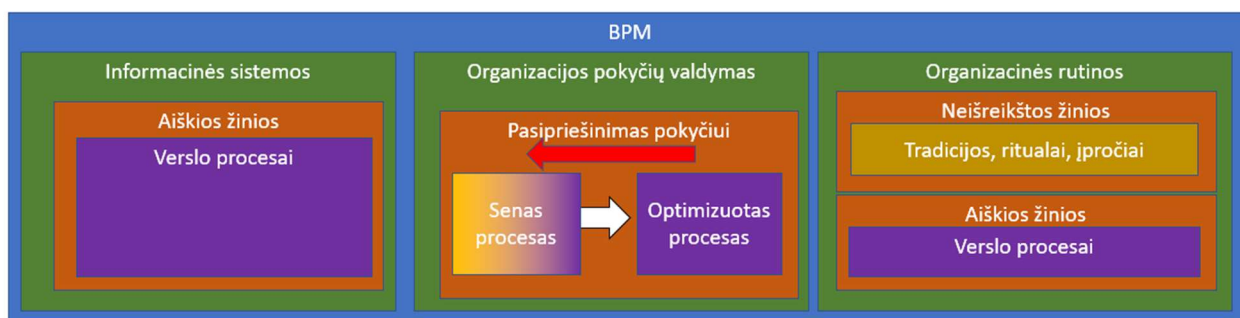 BPM
Informacinės sistemos
Aiškios žinios
Verslo procesai
Organizacijos pokyčių valdymas
Pasipriešinimas pokyčiui
Senas
procesas
Optimizuotas
procesas
Organizacinės rutinos
Neišreikštos žinios
Tradicijos, ritualai, įpročiai
Aiškios žinios
Verslo procesai